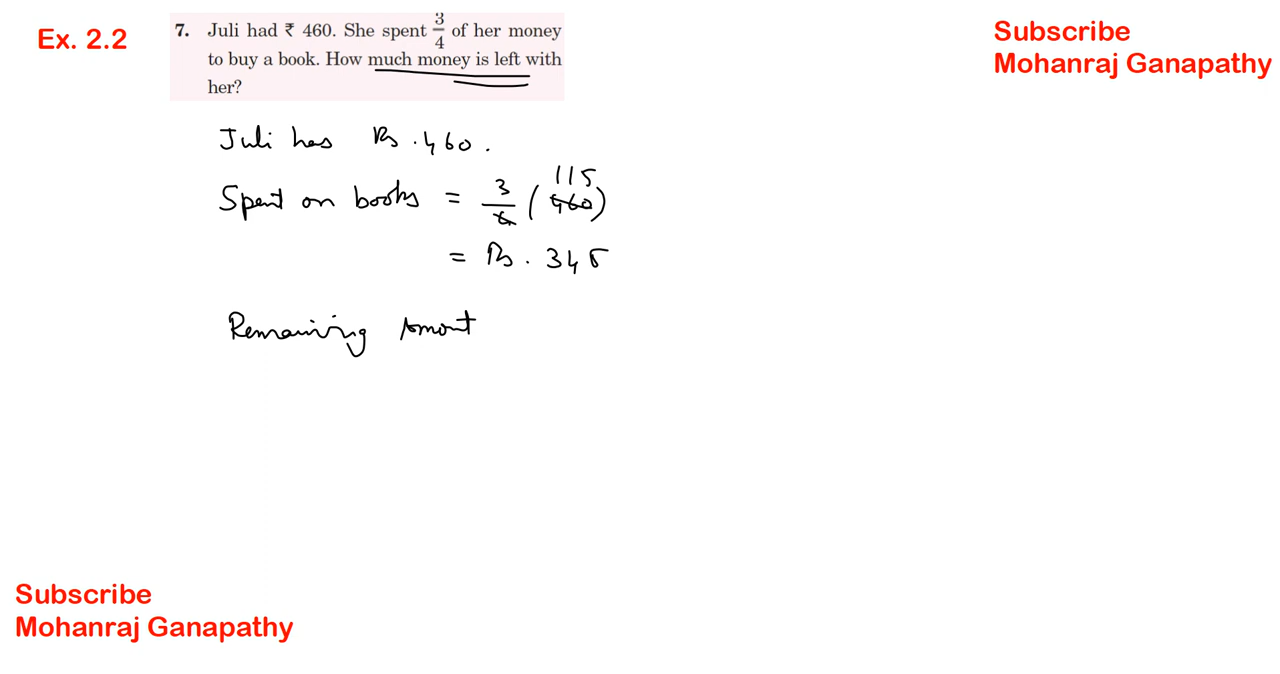 Ex. 2.2
7. Juli had ₹ 460. She spent 3/4 of her money
to buy a book. How much money is left with
her?
Subscribe
Mohanraj Ganapathy
Juli has Rs. 460.
Spent on books = 3/4 (460) 115
= Rs. 345
Remaining Amont
Subscribe
Mohanraj Ganapathy